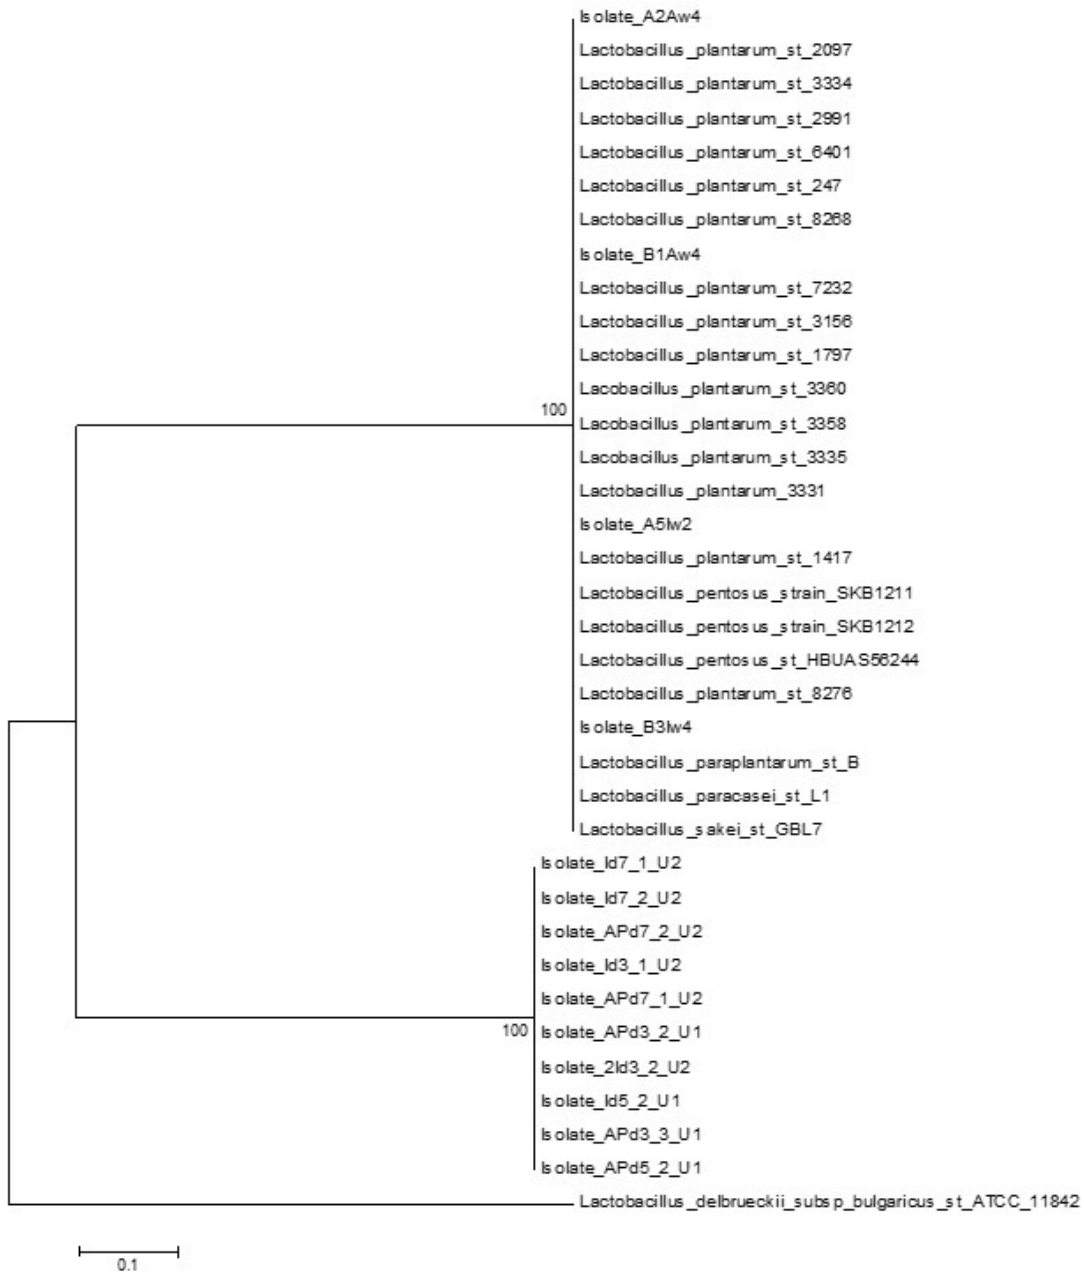 Isolate_A2Aw4
Lactobacillus_plantarum_st_2097
Lactobacillus_plantarum_st_3334
Lactobacillus_plantarum_st_2991
Lactobacillus_plantarum_st_6401
Lactobacillus_plantarum_st_247
Lactobacillus_plantarum_st_8268
Isolate_B1Aw4
Lactobacillus_plantarum_st_7232
Lactobacillus_plantarum_st_3156
Lactobacillus_plantarum_st_1797
Lacobacillus_plantarum_st_3360
100
Lacobacillus_plantarum_st_3358
Lacobacillus_plantarum_st_3335
Lactobacillus_plantarum_3331
Isolate_A5Iw2
Lactobacillus_plantarum_st_1417
Lactobacillus_pentosus_strain_SKB1211
Lactobacillus_pentosus_strain_SKB1212
Lactobacillus_pentosus_st_HBUAS56244
Lactobacillus_plantarum_st_8276
Isolate_B3Iw4
Lactobacillus_paraplantarum_st_B
Lactobacillus_paracasei_st_L1
Lactobacillus_sakei_st_GBL7
Isolate_Id7_1_U2
Isolate_Id7_2_U2
Isolate_APd7_2_U2
Isolate_Id3_1_U2
Isolate_APd7_1_U2
100
Isolate_APd3_2_U1
Isolate_2Id3_2_U2
Isolate_Id5_2_U1
Isolate_APd3_3_U1
Isolate_APd5_2_U1
Lactobacillus_delbrueckii_subsp_bulgaricus_st_ATCC_11842
0.1